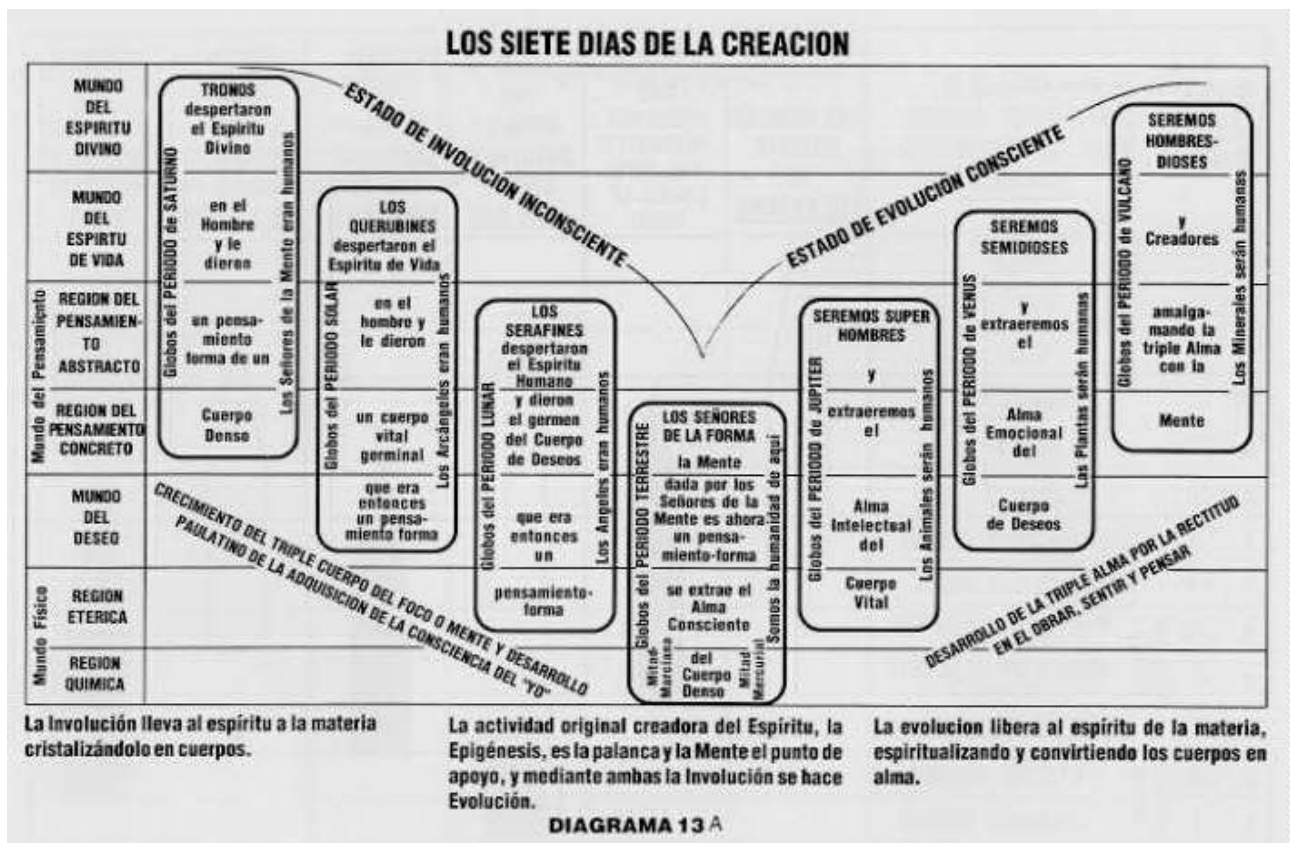 LOS SIETE DIAS DE LA CREACION
Mundo del Pensamiento
Mundo Físico
MUNDO
DEL
ESPIRITU
DIVINO
MUNDO
DEL
ESPIRTU
DE VIDA
REGION DEL
PENSAMIEN-
TO
ABSTRACTO
REGION DEL
PENSAMIENTO
CONCRETO
MUNDO
DEL
DESEO
REGION
ETERICA
REGION
QUIMICA
Globos del PERIODO de SATURNO
TRONOS
despertaron
el Espíritu
Divino
en el
Hombre
y le
dieron
un pensa-
miento
forma de un
Cuerpo
Denso
Los Señores de la Mente eran humanos
Globos del PERIODO SOLAR
LOS
QUERUBINES
despertaron el
Espíritu de Vida
en el
hombre y
le dieron
un cuerpo
vital
germinal
que era
entonces
un pensa-
miento forma
Los Arcángeles eran humanos
Globos del PERIODO LUNAR
LOS
SERAFINES
despertaron
el Espíritu
Humano
y dieron
el germen
del Cuerpo
de Deseos
que era
entonces
un
pensamiento-
forma
Los Angeles eran humanos
Globos del PERIODO TERRESTRE
LOS SEÑORES
DE LA FORMA
la Mente
dada por los
Señores de la
Mente es ahora
un pensa-
miento-forma
se extrae el
Alma
Consciente
del
Cuerpo
Denso
Mitad
Marciana
Mitad
Mercurial
Somos la humanidad de aquí
Globos del PERIODO de JUPITER
SEREMOS SUPER
HOMBRES
y
extraeremos
el
Alma
Intelectual
del
Cuerpo
Vital
Los Animales serán humanos
Globos del PERIODO de VENUS
SEREMOS
SEMIDIOSES
y
extraeremos
el
Alma
Emocional
del
Cuerpo
de Deseos
Las Plantas serán humanas
Globos del PERIODO de VULCANO
SEREMOS
HOMBRES-
DIOSES
y
Creadores
amalga-
mando la
triple Alma
con la
Mente
Los Minerales serán humanas
ESTADO DE INVOLUCION INCONSCIENTE
ESTADO DE EVOLUCION CONSCIENTE
CRECIMIENTO DEL TRIPLE CUERPO DEL FOCO O MENTE Y DESARROLLO
PAULATINO DE LA ADQUISICION DE LA CONSCIENCIA DEL "YO"
DESARROLLO DE LA TRIPLE ALMA POR LA RECTITUD
EN EL OBRAR, SENTIR Y PENSAR
La Involución lleva al espíritu a la materia
cristalizándolo en cuerpos.
La actividad original creadora del Espíritu, la
Epigénesis, es la palanca y la Mente el punto de
apoyo, y mediante ambas la Involución se hace
Evolución.
La evolucion libera al espíritu de la materia,
espiritualizando y convirtiendo los cuerpos en
alma.
DIAGRAMA 13 A